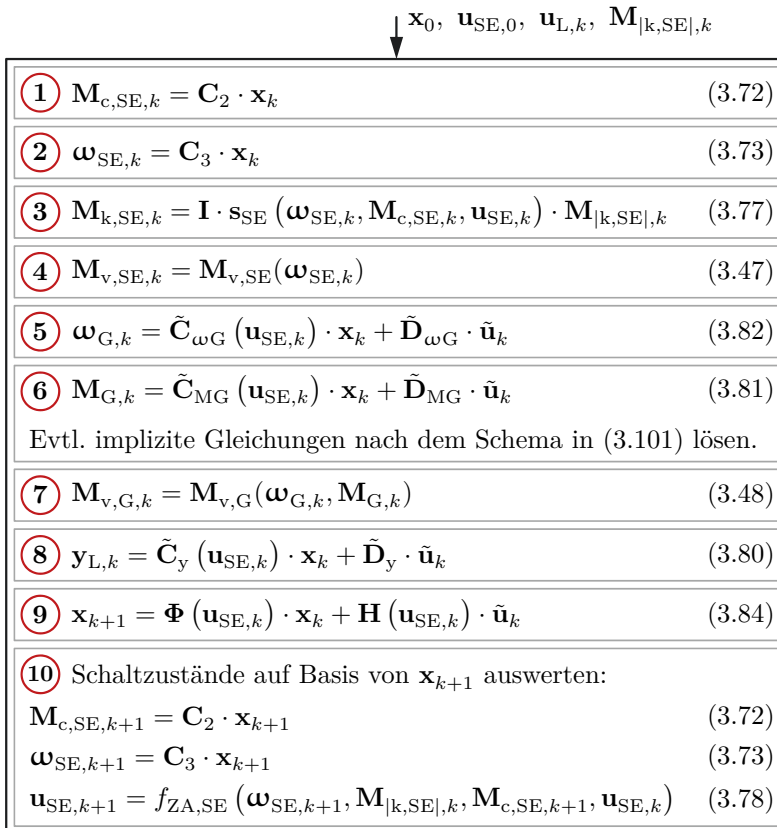 x₀, u_SE,0 u_L,k, M_|k,SE|,k
1 M_c,SE,k = C₂ · x_k (3.72)
2 ω_SE,k = C₃ · x_k (3.73)
3 M_k,SE,k = I · s_SE (ω_SE,k, M_c,SE,k, u_SE,k) · M_|k,SE|,k (3.77)
4 M_v,SE,k = M_v,SE(ω_SE,k) (3.47)
5 ω_G,k = C̃_ωG (u_SE,k) · x_k + D̃_ωG · ũ_k (3.82)
6 M_G,k = C̃_MG (u_SE,k) · x_k + D̃_MG · ũ_k (3.81)
Evtl. implizite Gleichungen nach dem Schema in (3.101) lösen.
7 M_v,G,k = M_v,G(ω_G,k, M_G,k) (3.48)
8 y_L,k = C̃_y (u_SE,k) · x_k + D̃_y · ũ_k (3.80)
9 x_k+1 = Φ (u_SE,k) · x_k + H (u_SE,k) · ũ_k (3.84)
10 Schaltzustände auf Basis von x_k+1 auswerten:
M_c,SE,k+1 = C₂ · x_k+1 (3.72)
ω_SE,k+1 = C₃ · x_k+1 (3.73)
u_SE,k+1 = f_ZA,SE (ω_SE,k+1, M_|k,SE|,k, M_c,SE,k+1, u_SE,k) (3.78)